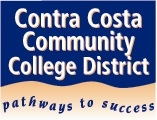 Contra Costa
Community
College District
pathways to success